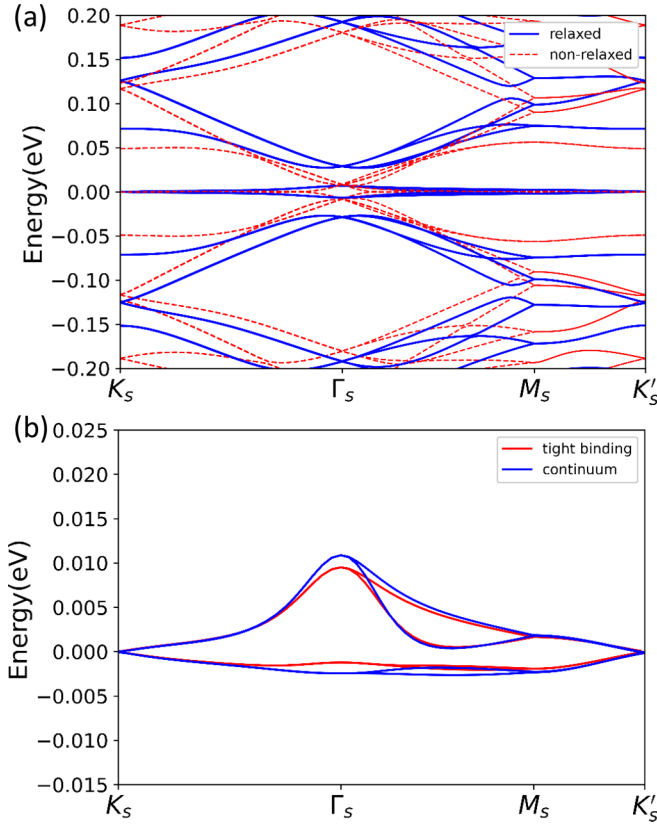 (a)
0.20
0.15
0.10
0.05
0.00
−0.05
−0.10
−0.15
−0.20
Energy(eV)
relaxed
non-relaxed
K_s
Γ_s
M_s
K'_s
(b)
0.025
0.020
0.015
0.010
0.005
0.000
−0.005
−0.010
−0.015
Energy(eV)
tight binding
continuum
K_s
Γ_s
M_s
K'_s